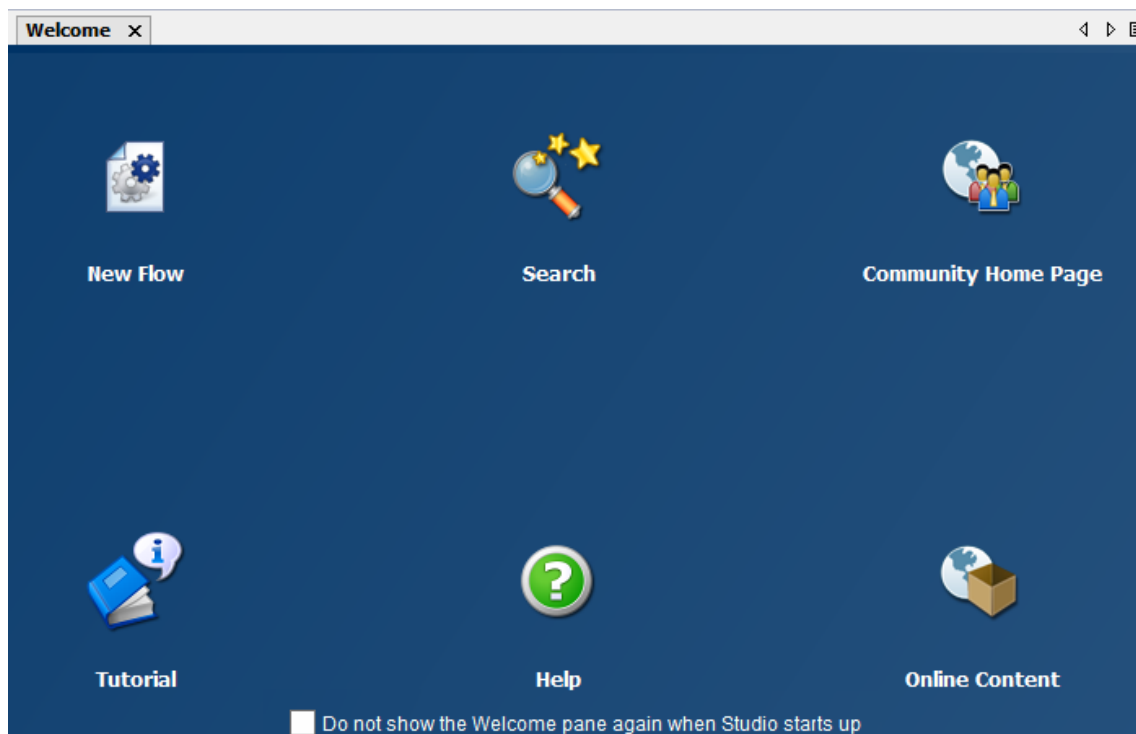 Welcome
New Flow
Search
Community Home Page
Tutorial
Help
Online Content
Do not show the Welcome pane again when Studio starts up